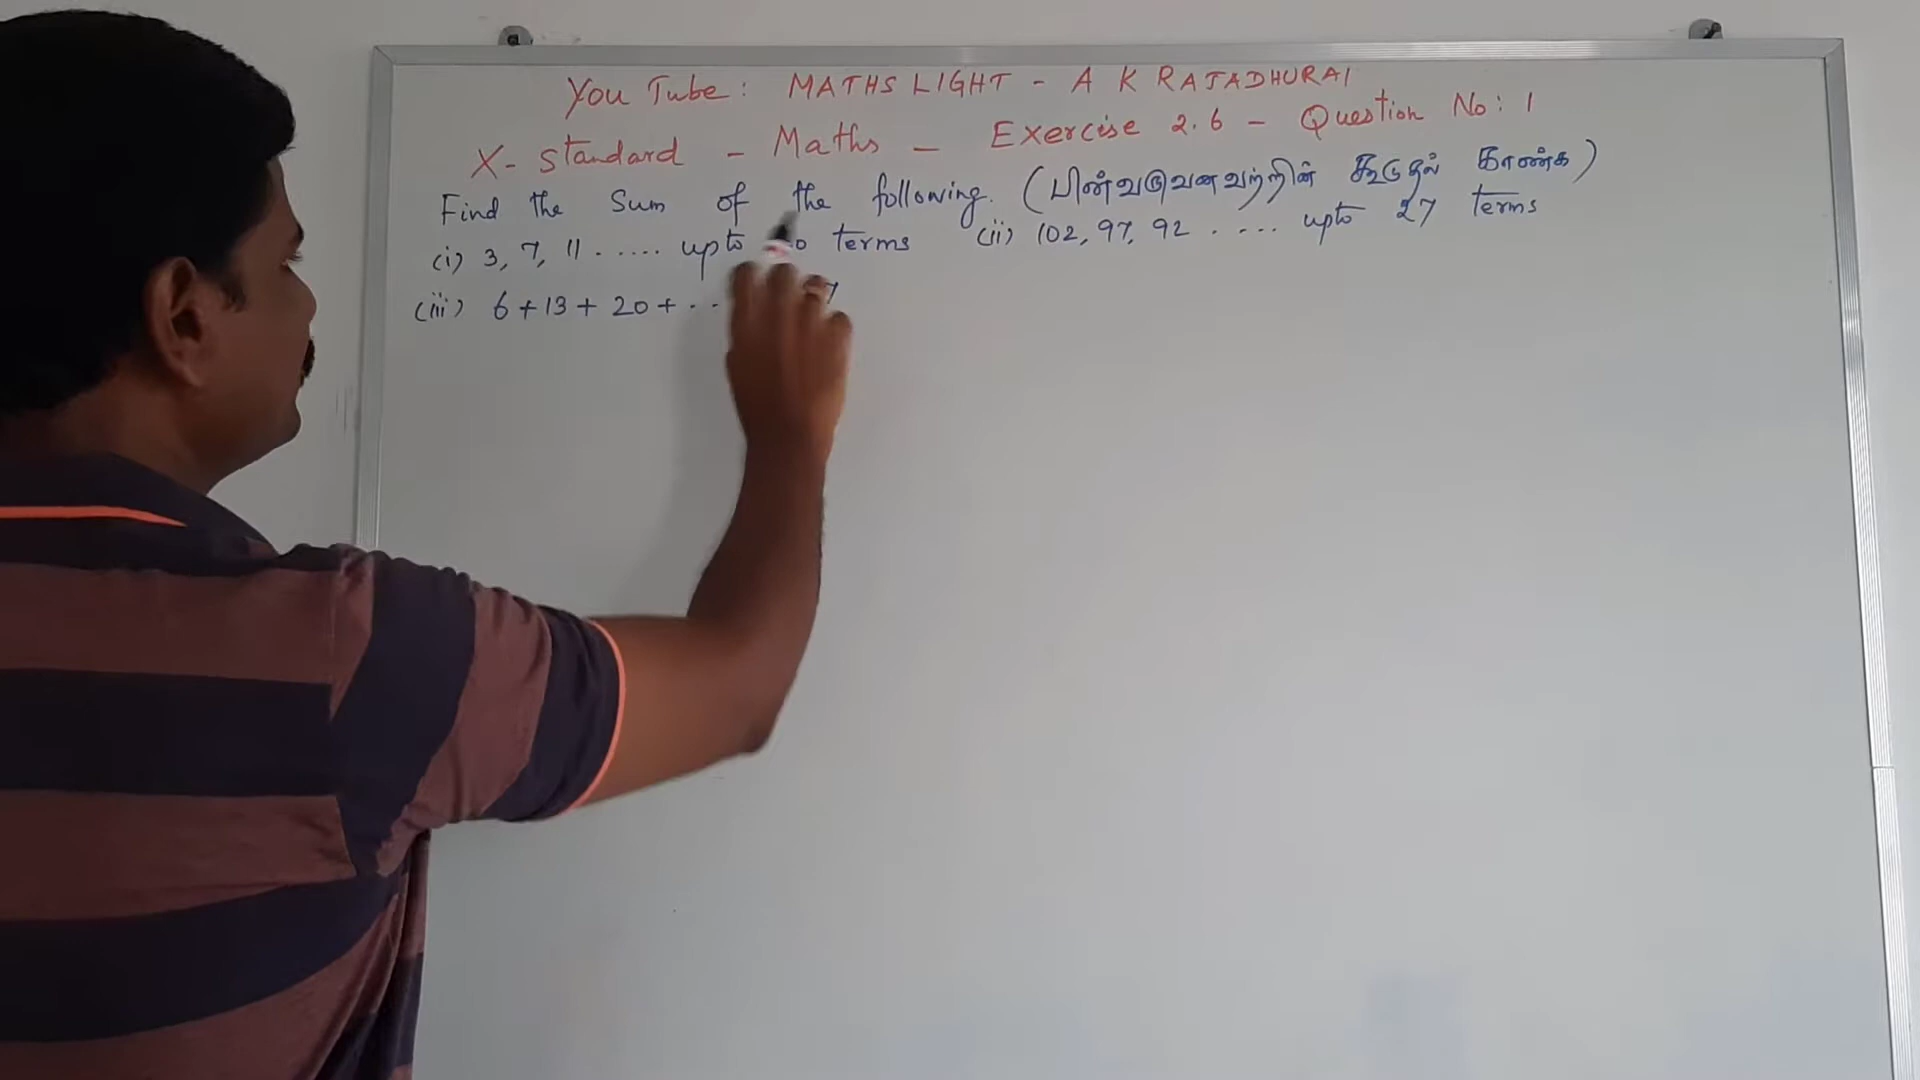 You Tube: MATHS LIGHT - A K RAJADHURAI
X- standard - Maths - Exercise 2.6 - Question No: 1
Find the Sum of the following. (பின்வருவனவற்றின் கூடுதல் காண்க)
(i) 3, 7, 11 ...... upto terms (ii) 102, 97, 92 ..... upto 27 terms
(iii) 6 + 13 + 20 + ..